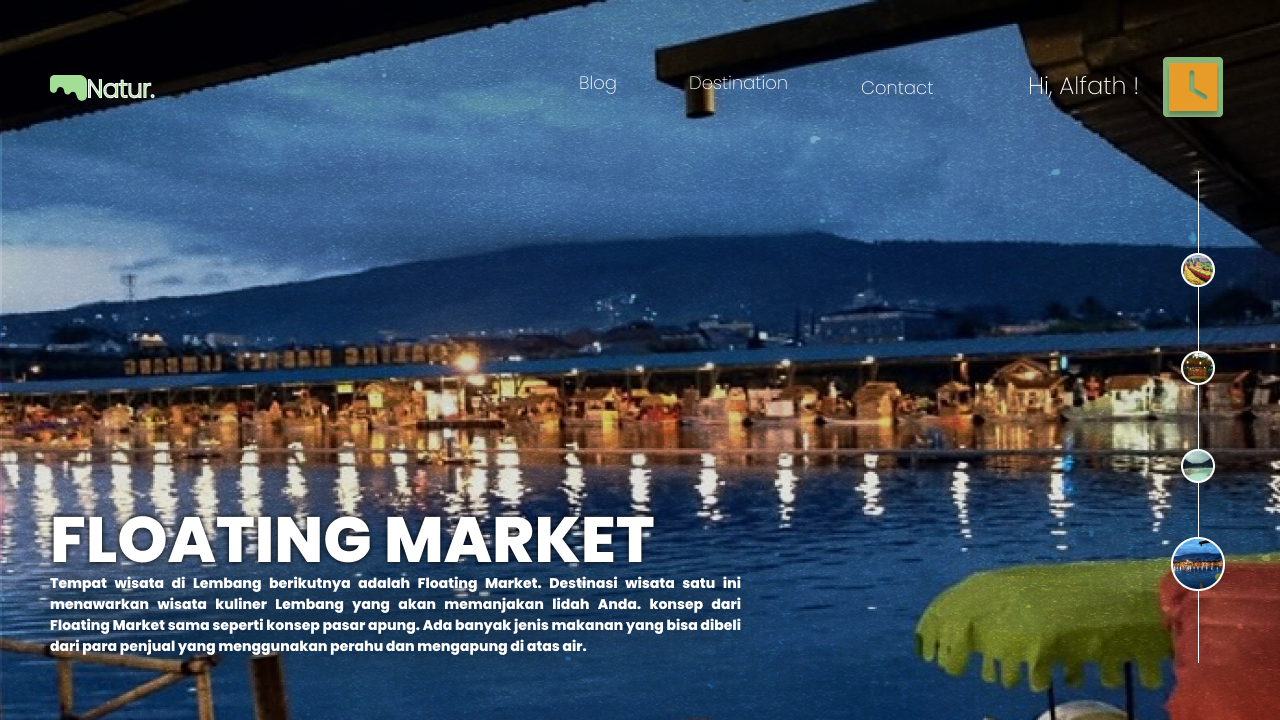 Natur.
Blog
Destination
Contact
Hi, Alfath !
FLOATING MARKET
Tempat wisata di Lembang berikutnya adalah Floating Market. Destinasi wisata satu ini
menawarkan wisata kuliner Lembang yang akan memanjakan lidah Anda. konsep dari
Floating Market sama seperti konsep pasar apung. Ada banyak jenis makanan yang bisa dibeli
dari para penjual yang menggunakan perahu dan mengapung di atas air.